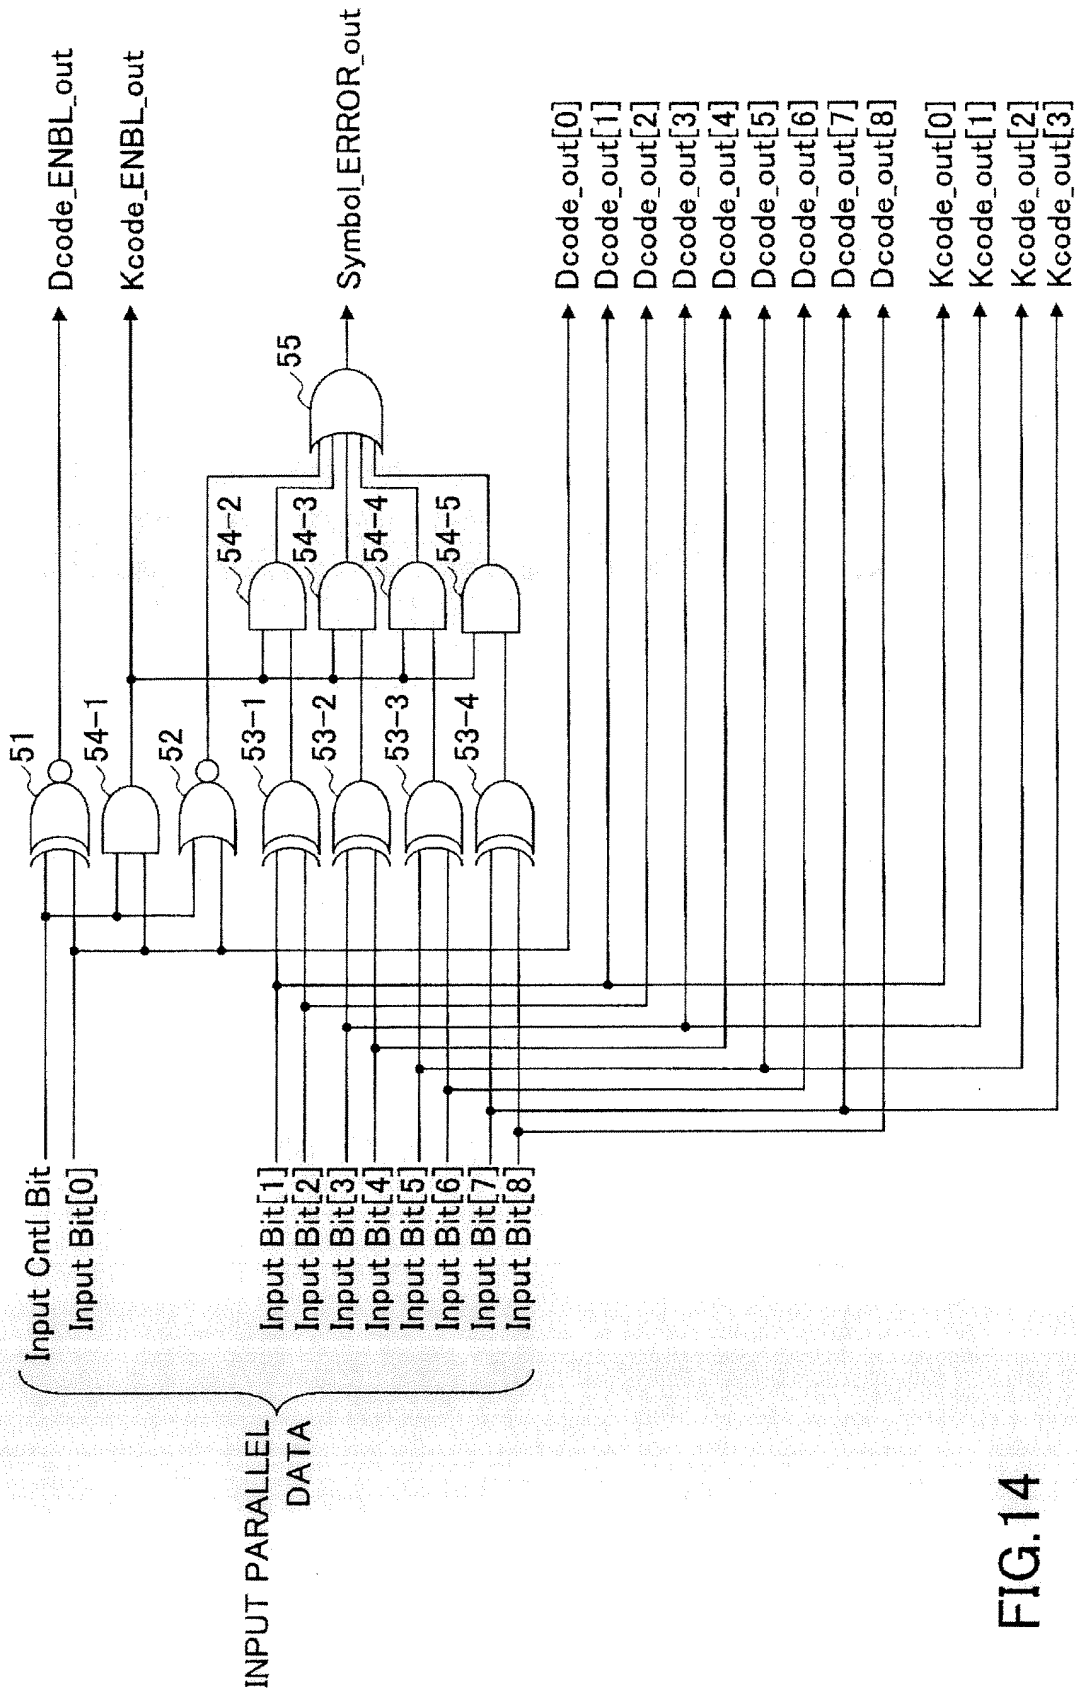 INPUT PARALLEL
DATA
Input Cntl Bit
Input Bit[0]
Input Bit[1]
Input Bit[2]
Input Bit[3]
Input Bit[4]
Input Bit[5]
Input Bit[6]
Input Bit[7]
Input Bit[8]
51
54-1
52
53-1
53-2
53-3
53-4
54-2
54-3
54-4
54-5
55
Dcode_ENBL_out
Kcode_ENBL_out
Symbol_ERROR_out
Dcode_out[0]
Dcode_out[1]
Dcode_out[2]
Dcode_out[3]
Dcode_out[4]
Dcode_out[5]
Dcode_out[6]
Dcode_out[7]
Dcode_out[8]
Kcode_out[0]
Kcode_out[1]
Kcode_out[2]
Kcode_out[3]
FIG.14